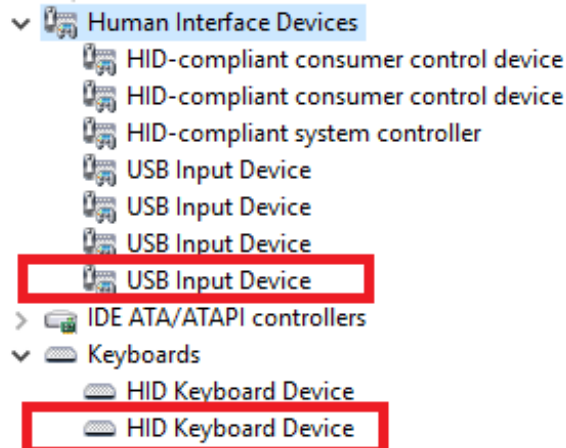 Human Interface Devices
HID-compliant consumer control device
HID-compliant consumer control device
HID-compliant system controller
USB Input Device
USB Input Device
USB Input Device
USB Input Device
IDE ATA/ATAPI controllers
Keyboards
HID Keyboard Device
HID Keyboard Device